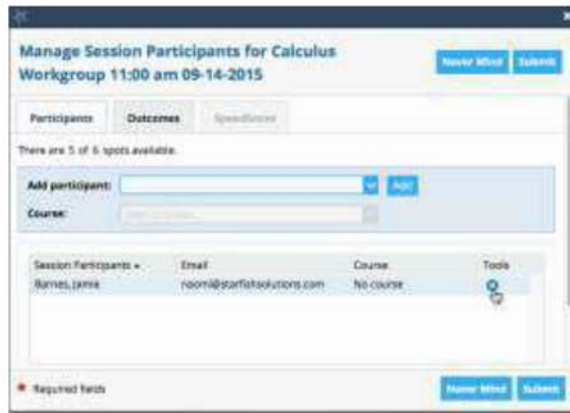 Manage Session Participants for Calculus
Workgroup 11:00 am 09-14-2015
Never Mind Submit
Participants Outcomes SpeedNotes
There are 5 of 6 spots available.
Add participant: Add
Course:
Session Participants Email Course Tools
Barnes, Jamie naomi@starfishsolutions.com No course
* Required fields
Never Mind Submit